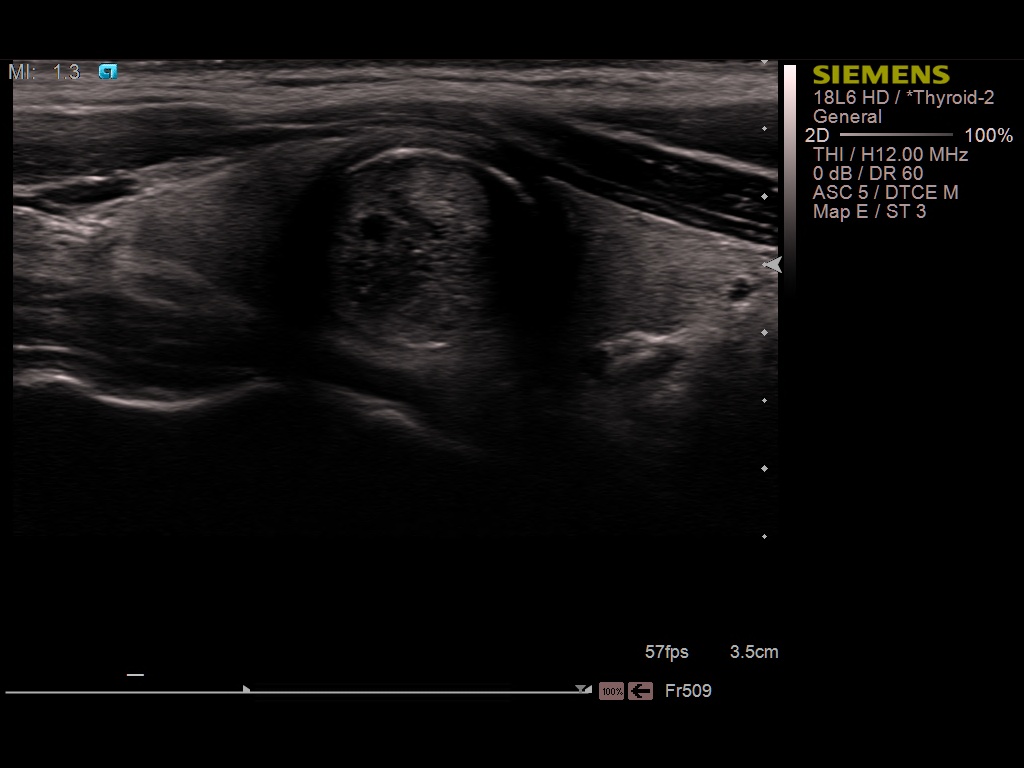 MI: 1.3
SIEMENS
18L6 HD / *Thyroid-2
General
2D 100%
THI / H12.00 MHz
0 dB / DR 60
ASC 5 / DTCE M
Map E / ST 3
57fps 3.5cm
100% Fr509